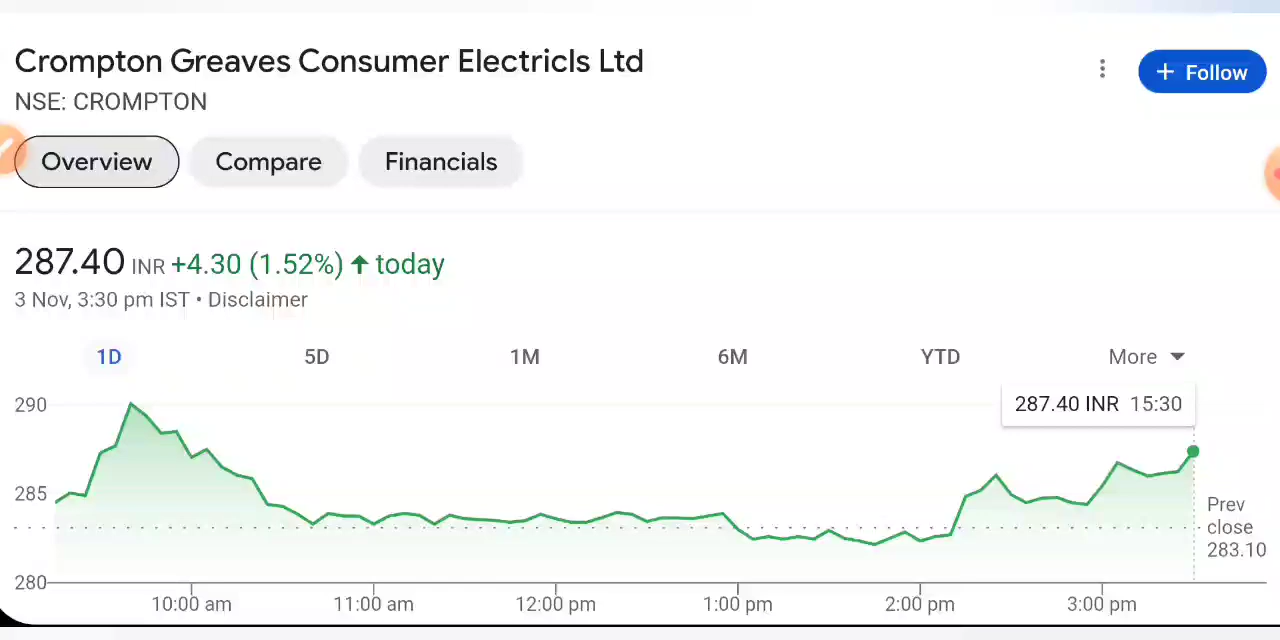 Crompton Greaves Consumer Electricls Ltd
NSE: CROMPTON
+ Follow
Overview
Compare
Financials
287.40 INR +4.30 (1.52%) ↑ today
3 Nov, 3:30 pm IST • Disclaimer
1D
5D
1M
6M
YTD
More
287.40 INR 15:30
290
285
280
Prev
close
283.10
10:00 am
11:00 am
12:00 pm
1:00 pm
2:00 pm
3:00 pm